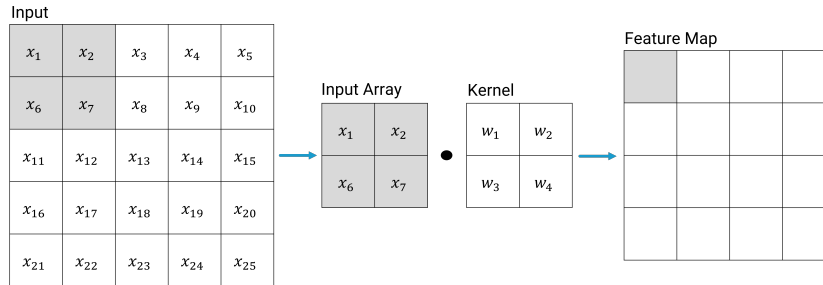 Input
x₁ x₂ x₃ x₄ x₅
x₆ x₇ x₈ x₉ x₁₀
x₁₁ x₁₂ x₁₃ x₁₄ x₁₅
x₁₆ x₁₇ x₁₈ x₁₉ x₂₀
x₂₁ x₂₂ x₂₃ x₂₄ x₂₅
Input Array
x₁ x₂
x₆ x₇
Kernel
w₁ w₂
w₃ w₄
Feature Map